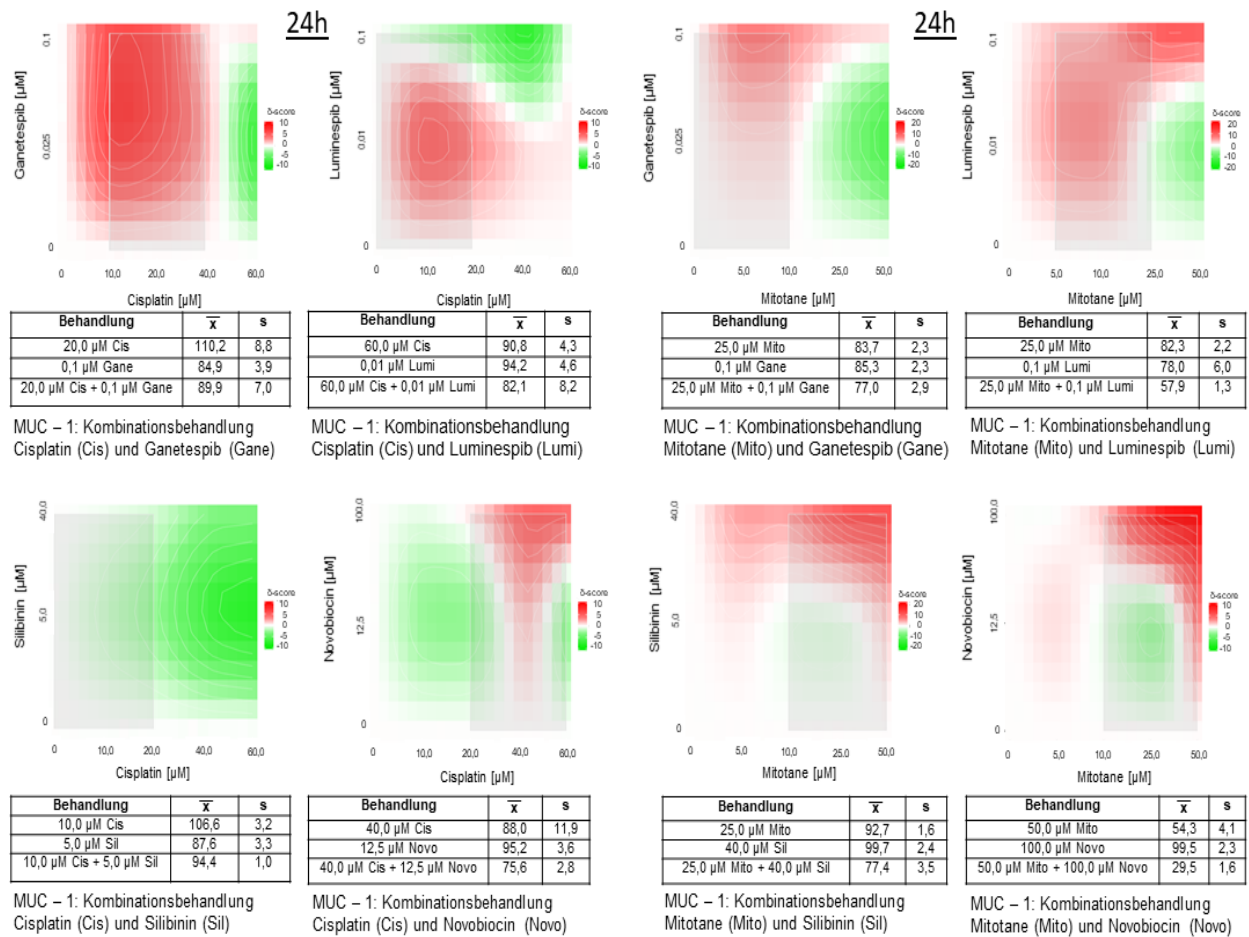 24h
24h
0,1
0,025
0
Ganetespib [µM]
0 10,0 20,0 40,0 60,0
Cisplatin [µM]
δ-score
10
5
0
-5
-10
0,1
0,01
0
Luminespib [µM]
0 10,0 20,0 40,0 60,0
Cisplatin [µM]
δ-score
10
5
0
-5
-10
0,1
0,025
0
Ganetespib [µM]
0 5,0 10,0 25,0 50,0
Mitotane [µM]
δ-score
20
10
0
-10
-20
0,1
0,01
0
Luminespib [µM]
0 5,0 10,0 25,0 50,0
Mitotane [µM]
δ-score
20
10
0
-10
-20
Behandlung x s
20,0 µM Cis 110,2 8,8
0,1 µM Gane 84,9 3,9
20,0 µM Cis + 0,1 µM Gane 89,9 7,0
MUC – 1: Kombinationsbehandlung
Cisplatin (Cis) und Ganetespib (Gane)
Behandlung x s
60,0 µM Cis 90,8 4,3
0,01 µM Lumi 94,2 4,6
60,0 µM Cis + 0,01 µM Lumi 82,1 8,2
MUC – 1: Kombinationsbehandlung
Cisplatin (Cis) und Luminespib (Lumi)
Behandlung x s
25,0 µM Mito 83,7 2,3
0,1 µM Gane 85,3 2,3
25,0 µM Mito + 0,1 µM Gane 77,0 2,9
MUC – 1: Kombinationsbehandlung
Mitotane (Mito) und Ganetespib (Gane)
Behandlung x s
25,0 µM Mito 82,3 2,2
0,1 µM Lumi 78,0 6,0
25,0 µM Mito + 0,1 µM Lumi 57,9 1,3
MUC – 1: Kombinationsbehandlung
Mitotane (Mito) und Luminespib (Lumi)
40,0
5,0
0
Silibinin [µM]
0 10,0 20,0 40,0 60,0
Cisplatin [µM]
δ-score
10
5
0
-5
-10
100,0
12,5
0
Novobiocin [µM]
0 10,0 20,0 40,0 60,0
Cisplatin [µM]
δ-score
10
5
0
-5
-10
40,0
5,0
0
Silibinin [µM]
0 5,0 10,0 25,0 50,0
Mitotane [µM]
δ-score
20
10
0
-10
-20
100,0
12,5
0
Novobiocin [µM]
0 5,0 10,0 25,0 50,0
Mitotane [µM]
δ-score
10
5
0
-5
-10
Behandlung x s
10,0 µM Cis 106,6 3,2
5,0 µM Sil 87,6 3,3
10,0 µM Cis + 5,0 µM Sil 94,4 1,0
MUC – 1: Kombinationsbehandlung
Cisplatin (Cis) und Silibinin (Sil)
Behandlung x s
40,0 µM Cis 88,0 11,9
12,5 µM Novo 95,2 3,6
40,0 µM Cis + 12,5 µM Novo 75,6 2,8
MUC – 1: Kombinationsbehandlung
Cisplatin (Cis) und Novobiocin (Novo)
Behandlung x s
25,0 µM Mito 92,7 1,6
40,0 µM Sil 99,7 2,4
25,0 µM Mito + 40,0 µM Sil 77,4 3,5
MUC – 1: Kombinationsbehandlung
Mitotane (Mito) und Silibinin (Sil)
Behandlung x s
50,0 µM Mito 54,3 4,1
100,0 µM Novo 99,5 2,3
50,0 µM Mito + 100,0 µM Novo 29,5 1,6
MUC – 1: Kombinationsbehandlung
Mitotane (Mito) und Novobiocin (Novo)